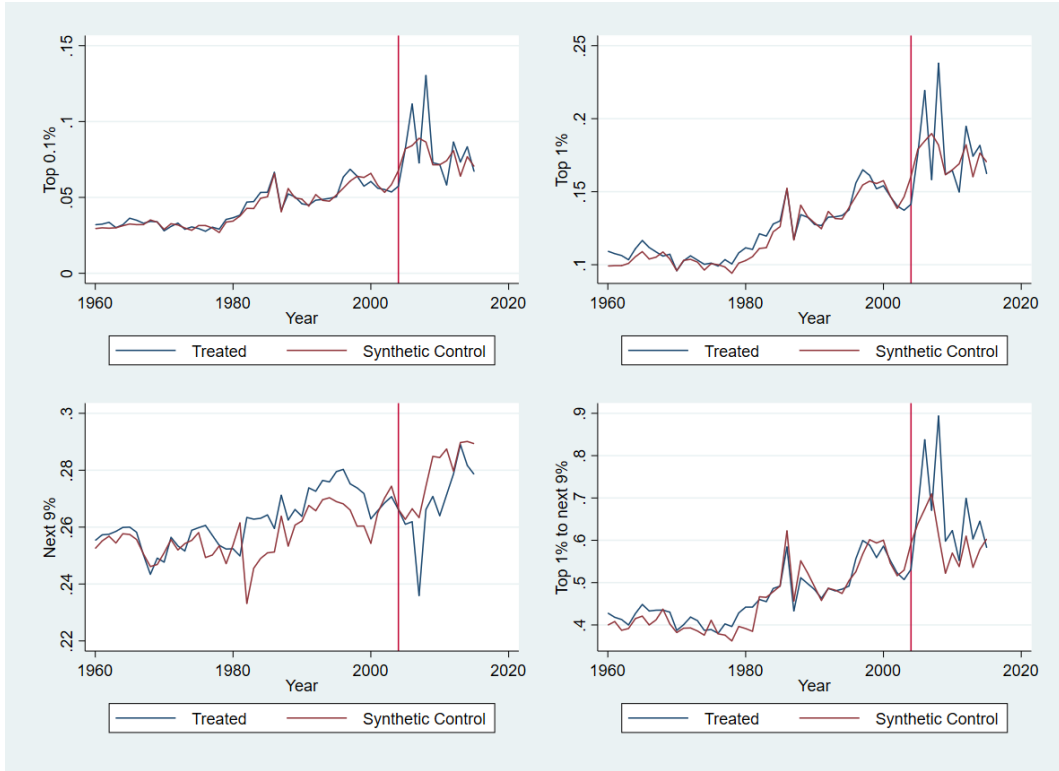 Top 0.1%
.15
.1
.05
0
1960 1980 2000 2020
Year
Treated Synthetic Control
Top 1%
.25
.2
.15
.1
1960 1980 2000 2020
Year
Treated Synthetic Control
Next 9%
.3
.28
.26
.24
.22
1960 1980 2000 2020
Year
Treated Synthetic Control
Top 1% to next 9%
.9
.8
.7
.6
.5
.4
1960 1980 2000 2020
Year
Treated Synthetic Control